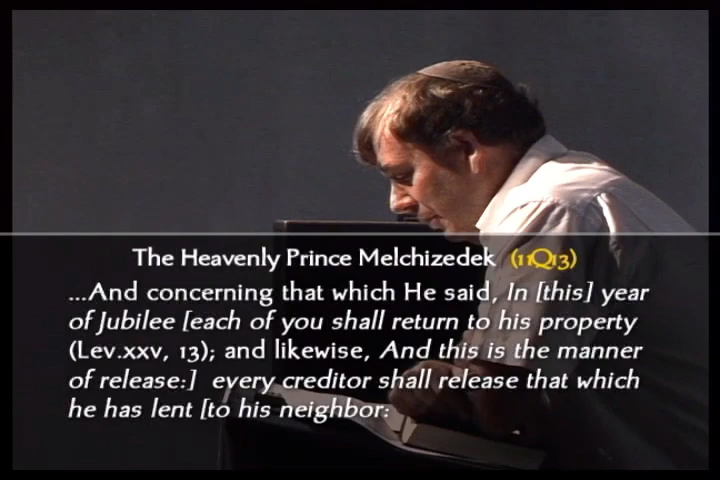 The Heavenly Prince Melchizedek (11Q13)
...And concerning that which He said, In [this] year
of Jubilee [each of you shall return to his property
(Lev.xxv, 13); and likewise, And this is the manner
of release:] every creditor shall release that which
he has lent [to his neighbor: